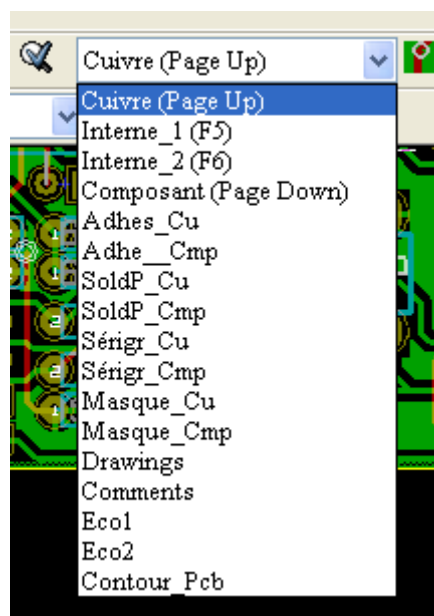 Cuivre (Page Up)
Cuivre (Page Up)
Interne_1 (F5)
Interne_2 (F6)
Composant (Page Down)
Adhes_Cu
Adhe__Cmp
SoldP_Cu
SoldP_Cmp
Sérigr_Cu
Sérigr_Cmp
Masque_Cu
Masque_Cmp
Drawings
Comments
Eco1
Eco2
Contour_Pcb